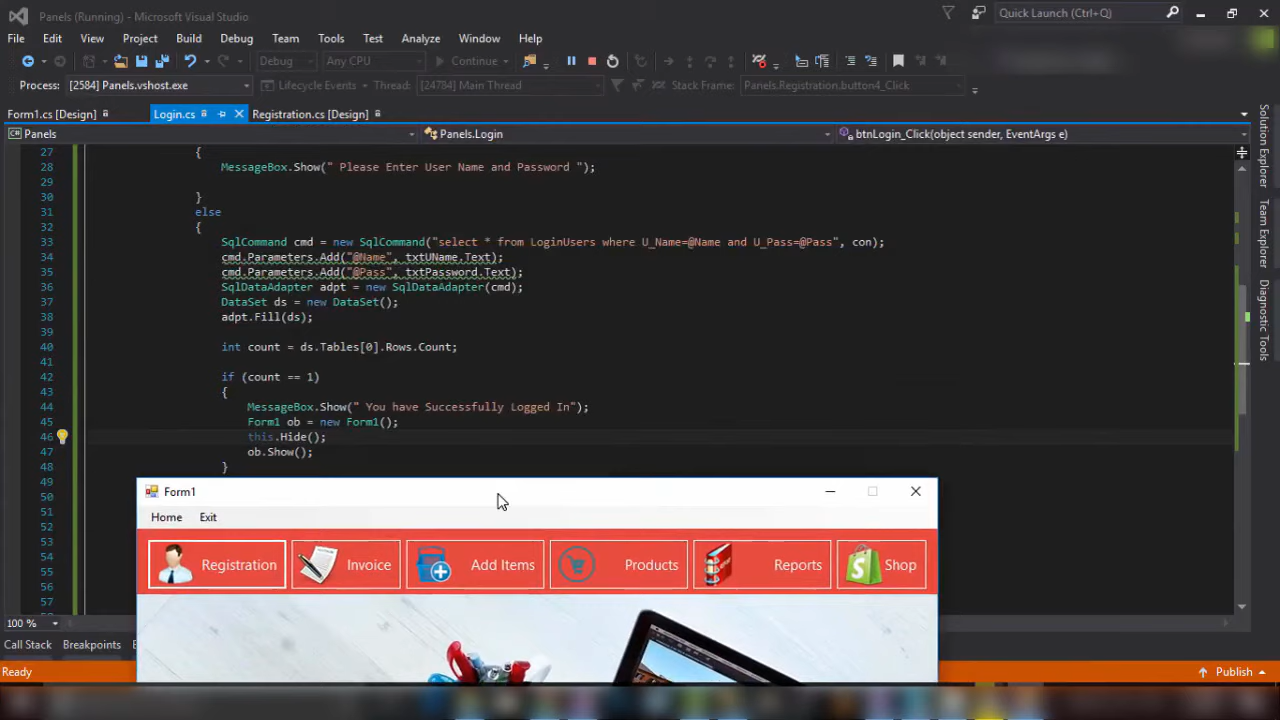 Panels (Running) - Microsoft Visual Studio
Quick Launch (Ctrl+Q)
File Edit View Project Build Debug Team Tools Test Analyze Window Help
Debug Any CPU Continue
Process: [2584] Panels.vshost.exe Lifecycle Events Thread: [24784] Main Thread Stack Frame: Panels.Registration.button4_Click
Form1.cs [Design] Login.cs Registration.cs [Design]
C# Panels Panels.Login btnLogin_Click(object sender, EventArgs e)
27 {
28 MessageBox.Show(" Please Enter User Name and Password ");
29
30 }
31 else
32 {
33 SqlCommand cmd = new SqlCommand("select * from LoginUsers where U_Name=@Name and U_Pass=@Pass", con);
34 cmd.Parameters.Add("@Name", txtUName.Text);
35 cmd.Parameters.Add("@Pass", txtPassword.Text);
36 SqlDataAdapter adpt = new SqlDataAdapter(cmd);
37 DataSet ds = new DataSet();
38 adpt.Fill(ds);
39
40 int count = ds.Tables[0].Rows.Count;
41
42 if (count == 1)
43 {
44 MessageBox.Show(" You have Successfully Logged In");
45 Form1 ob = new Form1();
46 this.Hide();
47 ob.Show();
48 }
49
50
51
52
53
54
55
56
57
Form1
Home Exit
Registration Invoice Add Items Products Reports Shop
100 %
Call Stack Breakpoints
Ready
Publish
Solution Explorer
Team Explorer
Diagnostic Tools